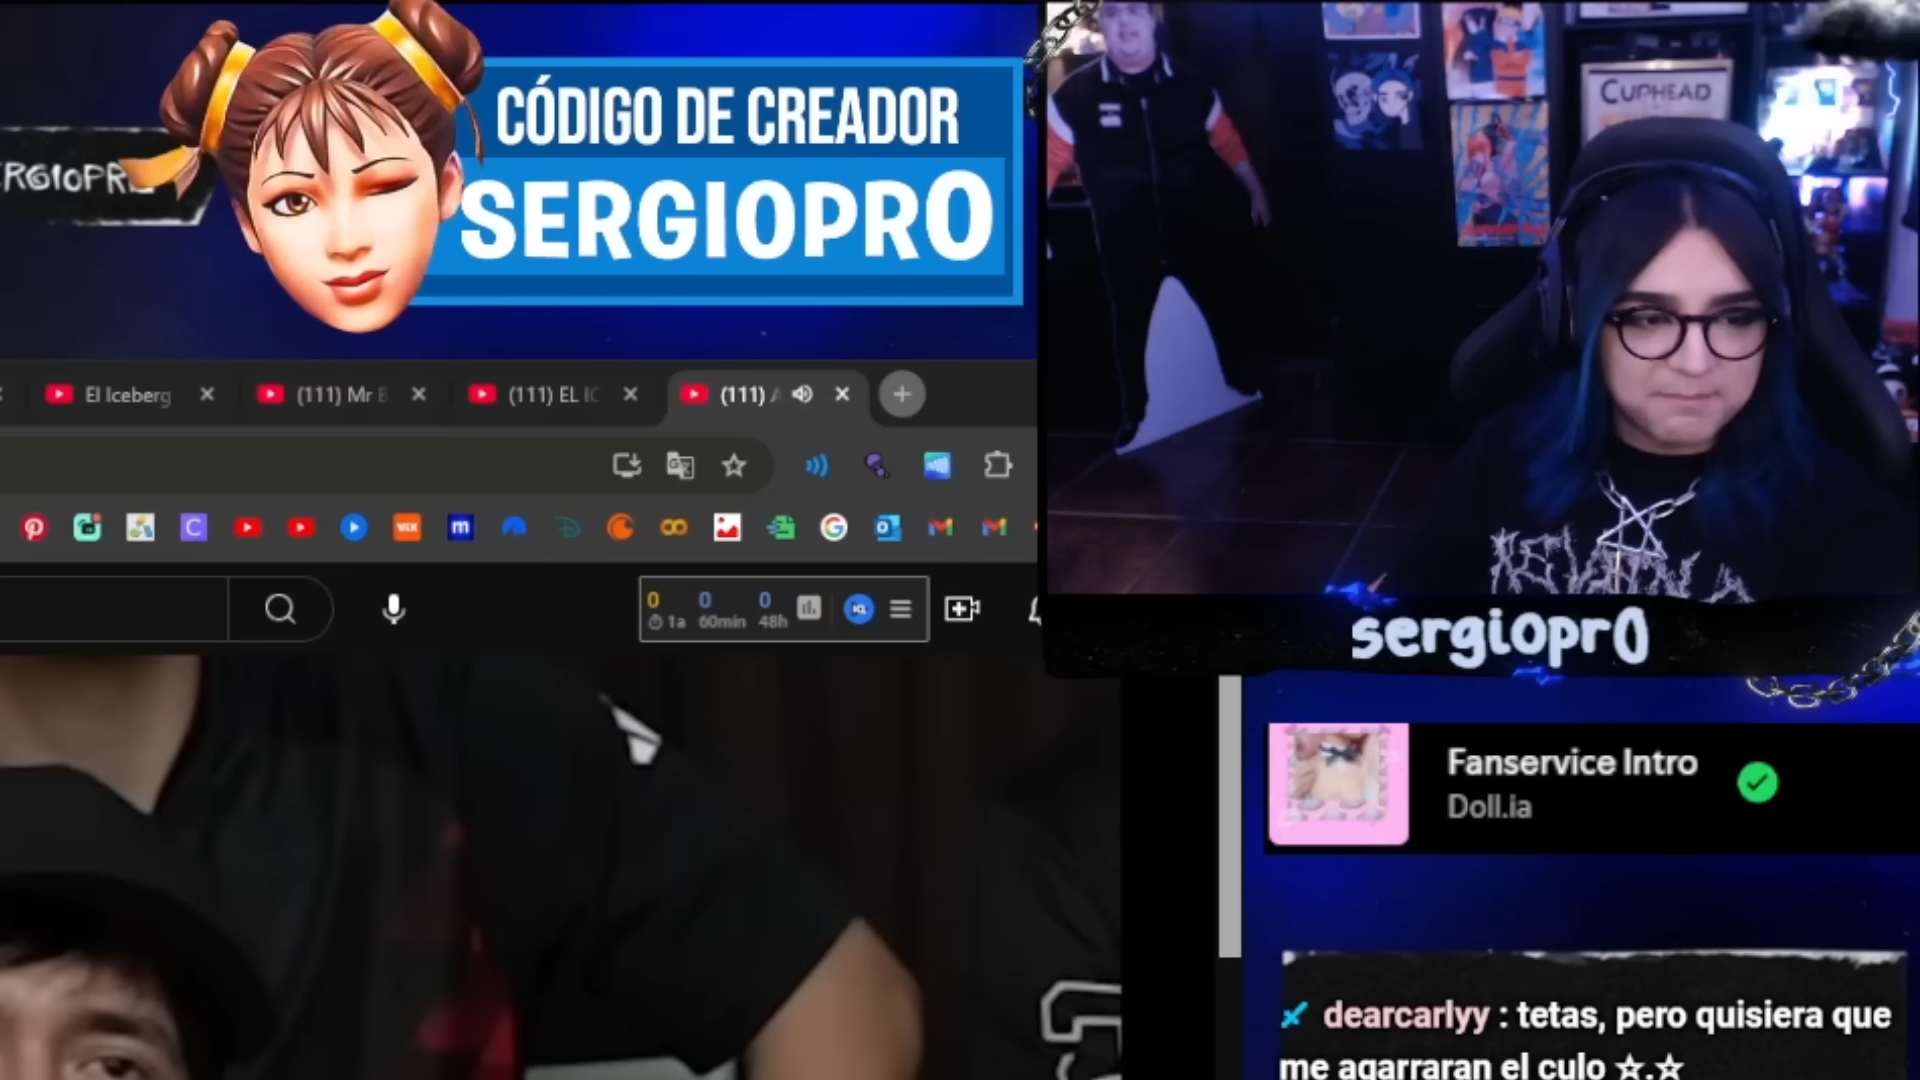 CÓDIGO DE CREADOR
SERGIOPRO
CUPHEAD
El Iceberg
(111) Mr B
(111) EL IC
(111) A
0 0 0
1a 60min 48h
sergiopr0
Fanservice Intro
Doll.ia
dearcarlyy : tetas, pero quisiera que
me agarraran el culo ☆.☆